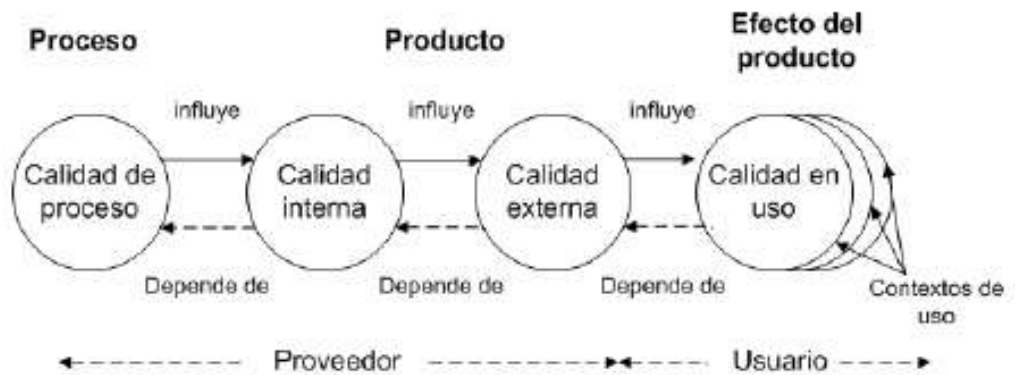 Proceso
Producto
Efecto del
producto
influye
influye
influye
Calidad de
proceso
Calidad
interna
Calidad
externa
Calidad en
uso
Depende de
Depende de
Depende de
Contextos de
uso
Proveedor
Usuario